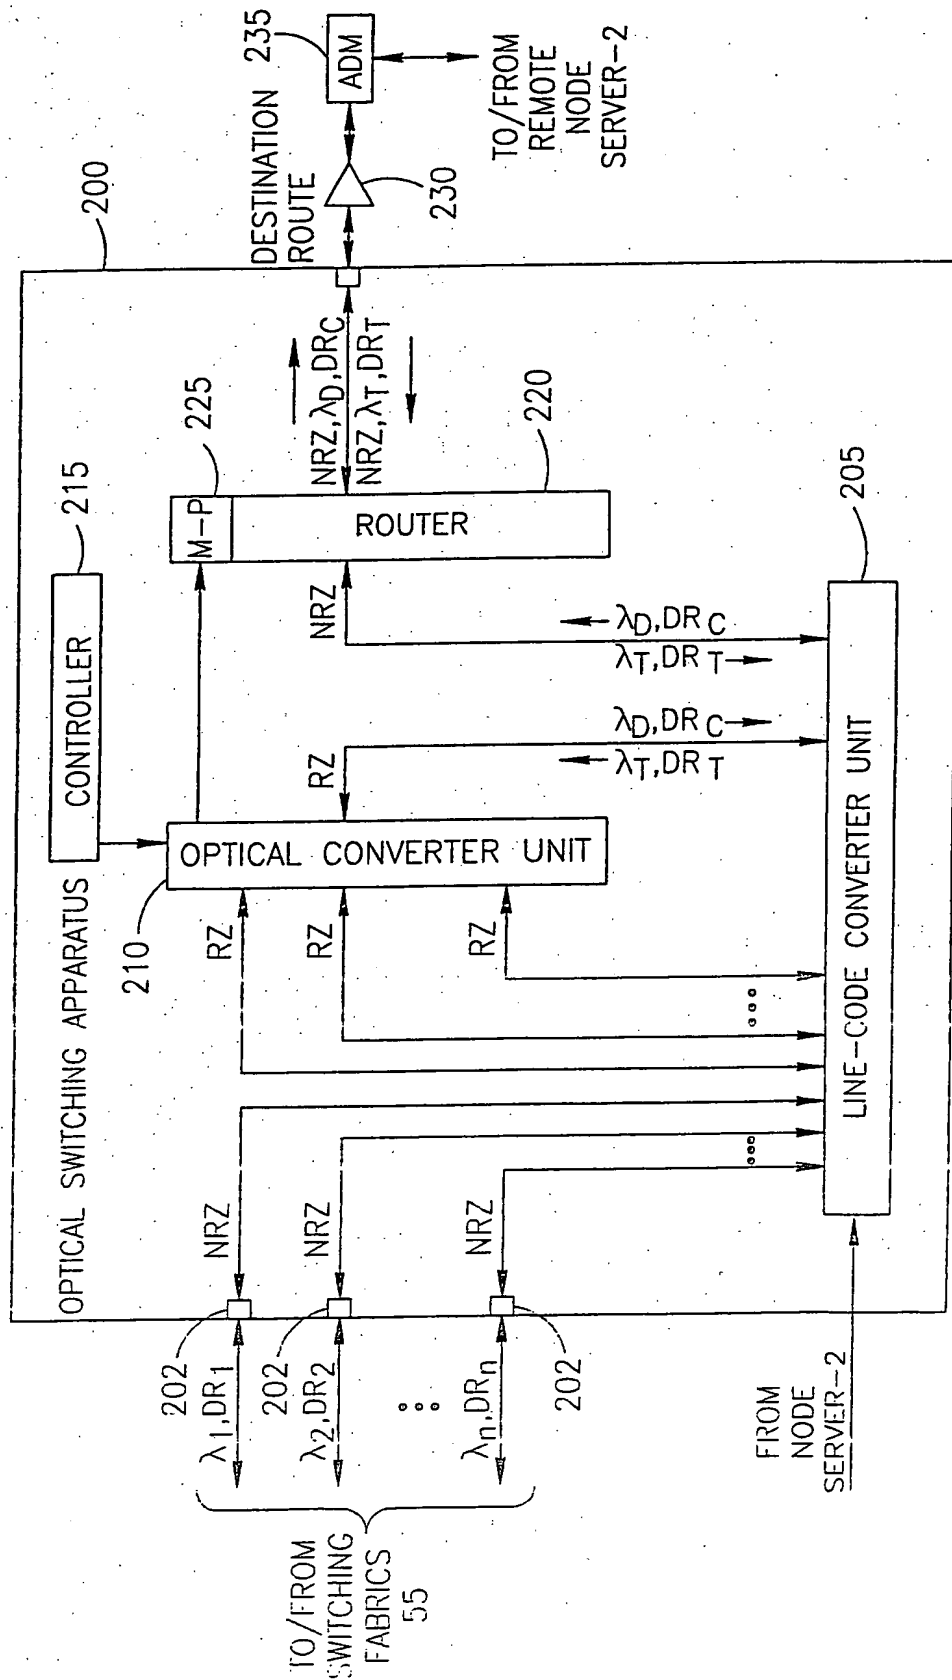 OPTICAL SWITCHING APPARATUS
200
CONTROLLER
215
210
OPTICAL CONVERTER UNIT
M-P
225
ROUTER
220
LINE-CODE CONVERTER UNIT
205
TO/FROM
SWITCHING
FABRICS
55
λ1,DR1
λ2,DR2
λn,DRn
202
202
202
NRZ
NRZ
NRZ
RZ
RZ
RZ
RZ
λD,DRC
λT,DRT
NRZ
λD,DRC
λT,DRT
NRZ,λD,DRC
NRZ,λT,DRT
DESTINATION
ROUTE
230
235
ADM
TO/FROM
REMOTE
NODE
SERVER-2
FROM
NODE
SERVER-2